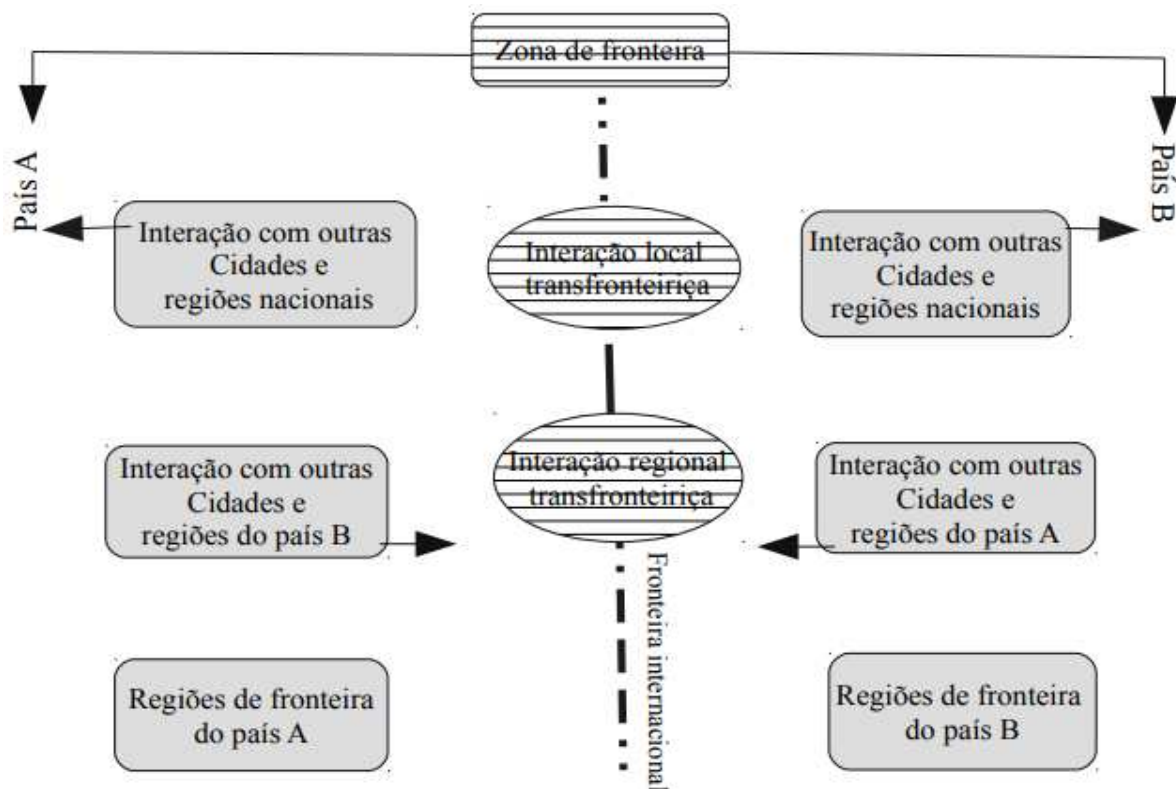 Zona de fronteira
País A
País B
Interação com outras
Cidades e
regiões nacionais
Interação local
transfronteiriça
Interação com outras
Cidades e
regiões nacionais
Interação com outras
Cidades e
regiões do país B
Interação regional
transfronteiriça
Interação com outras
Cidades e
regiões do país A
Fronteira internacional
Regiões de fronteira
do país A
Regiões de fronteira
do país B